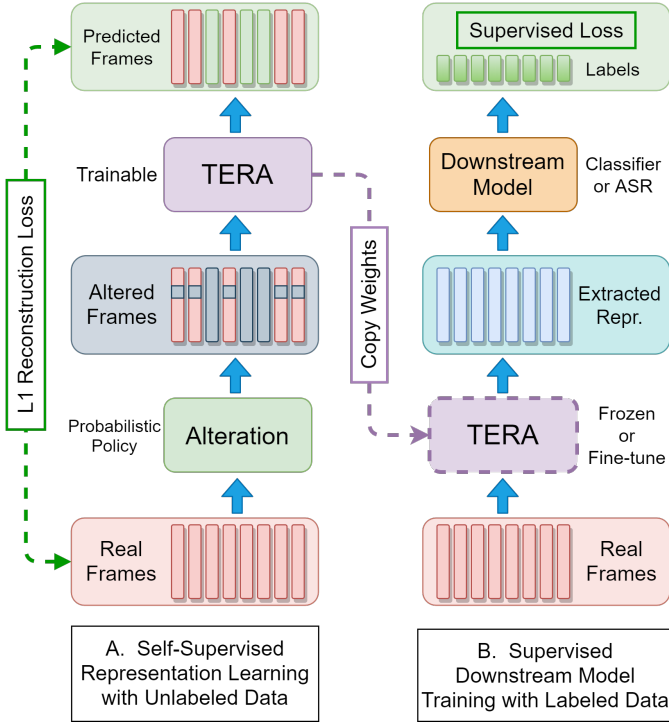 Predicted
Frames
Trainable
TERA
L1 Reconstruction Loss
Altered
Frames
Probabilistic
Policy
Alteration
Real
Frames
A. Self-Supervised
Representation Learning
with Unlabeled Data
Copy Weights
Supervised Loss
Labels
Downstream
Model
Classifier
or ASR
Extracted
Repr.
TERA
Frozen
or
Fine-tune
Real
Frames
B. Supervised
Downstream Model
Training with Labeled Data